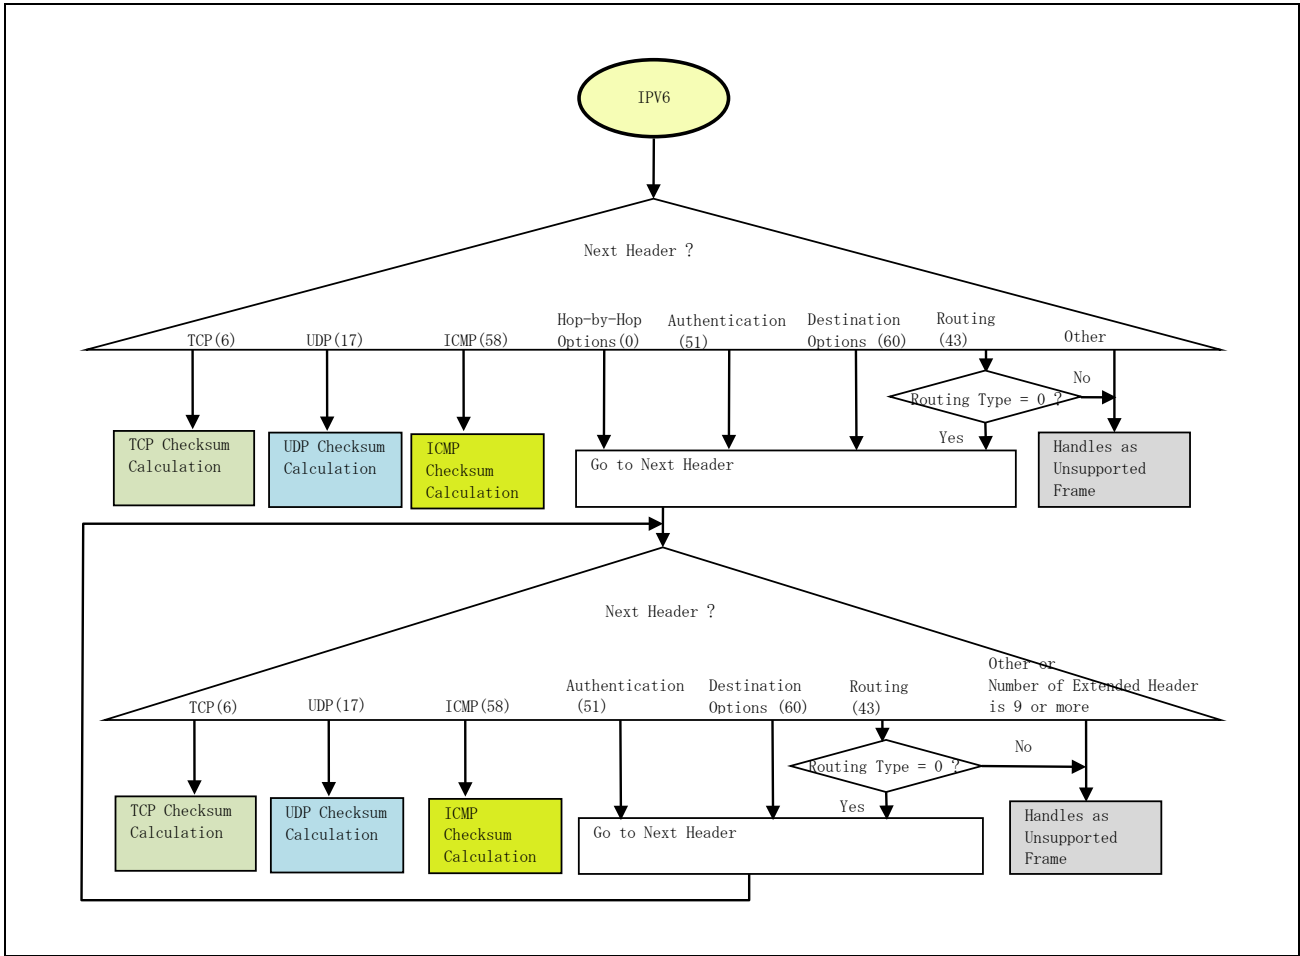 IPV6
Next Header ?
TCP(6)
UDP(17)
ICMP(58)
Hop-by-Hop
Options(0)
Authentication
(51)
Destination
Options (60)
Routing
(43)
Other
No
Routing Type = 0 ?
Yes
TCP Checksum
Calculation
UDP Checksum
Calculation
ICMP
Checksum
Calculation
Go to Next Header
Handles as
Unsupported
Frame
Next Header ?
TCP(6)
UDP(17)
ICMP(58)
Authentication
(51)
Destination
Options (60)
Routing
(43)
Other or
Number of Extended Header
is 9 or more
No
Routing Type = 0 ?
Yes
TCP Checksum
Calculation
UDP Checksum
Calculation
ICMP
Checksum
Calculation
Go to Next Header
Handles as
Unsupported
Frame